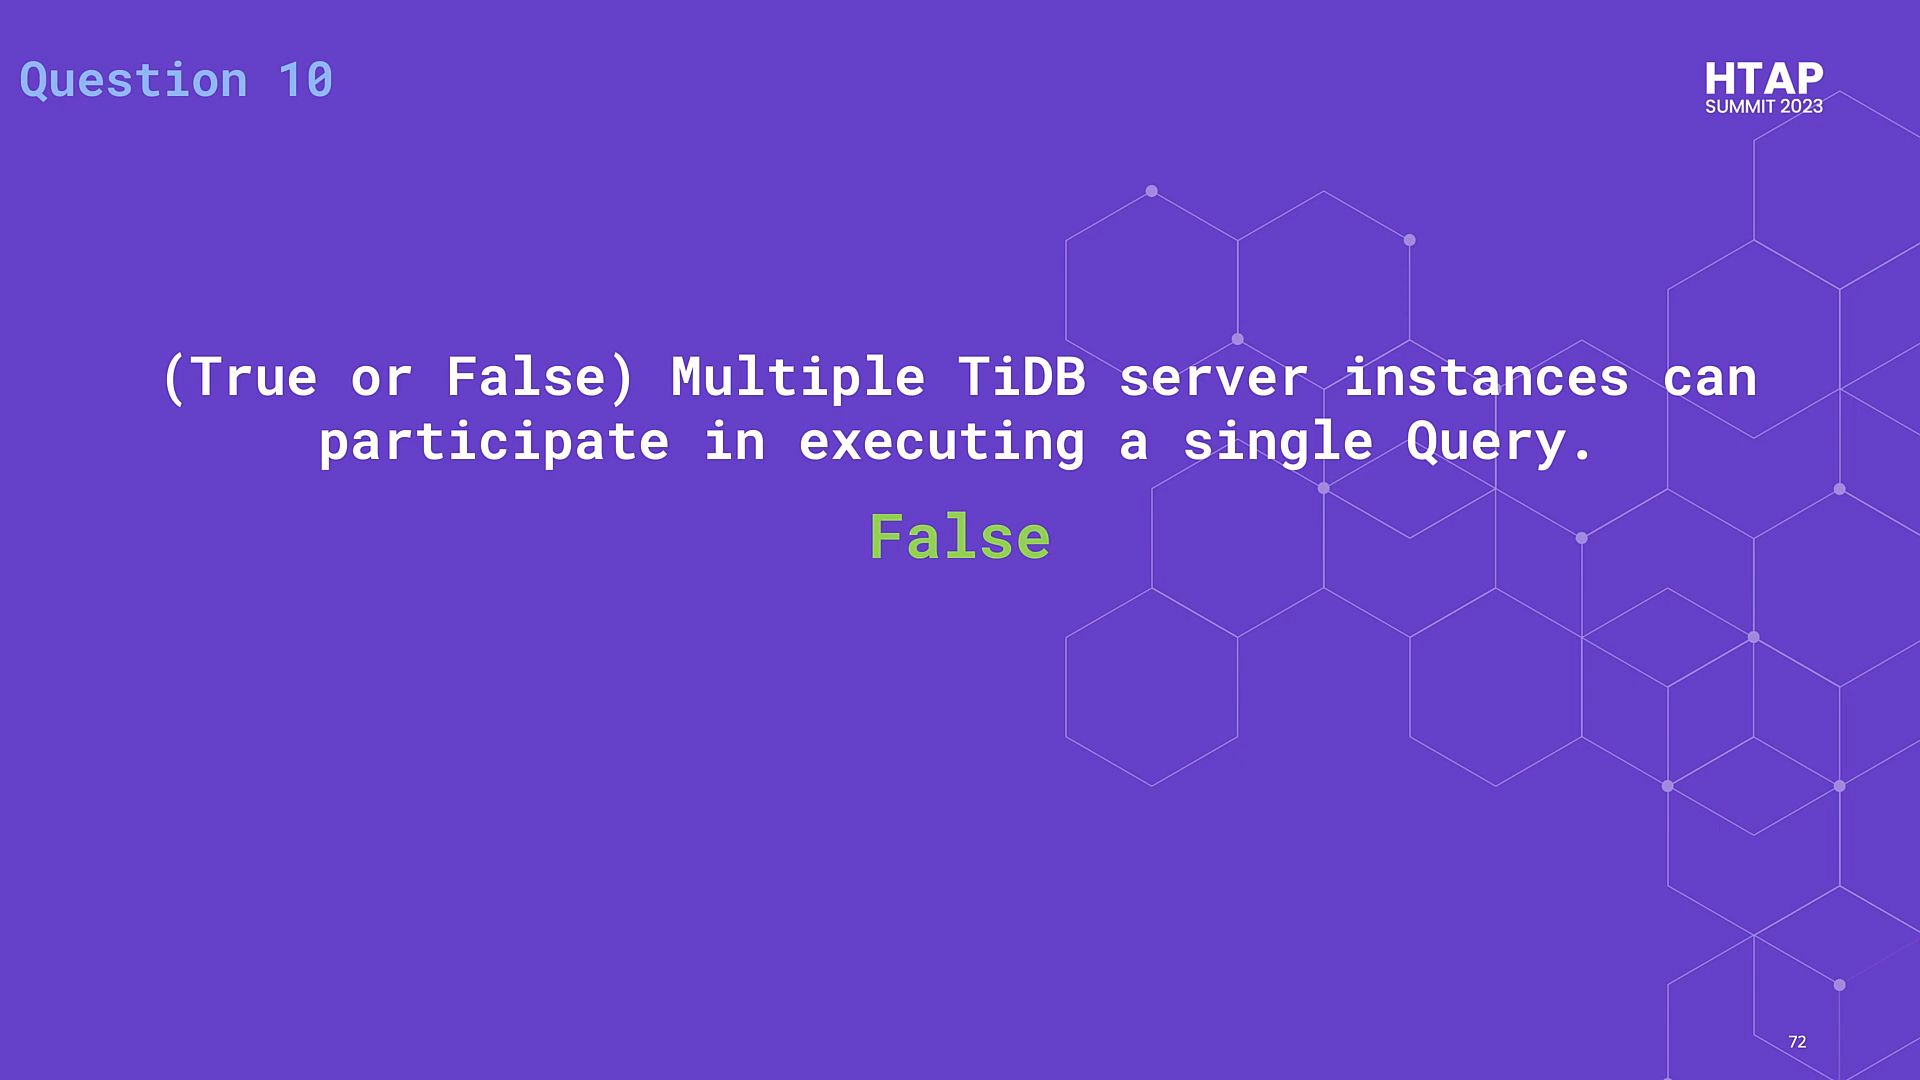 Question 10
HTAP
SUMMIT 2023
(True or False) Multiple TiDB server instances can
participate in executing a single Query.
False
72